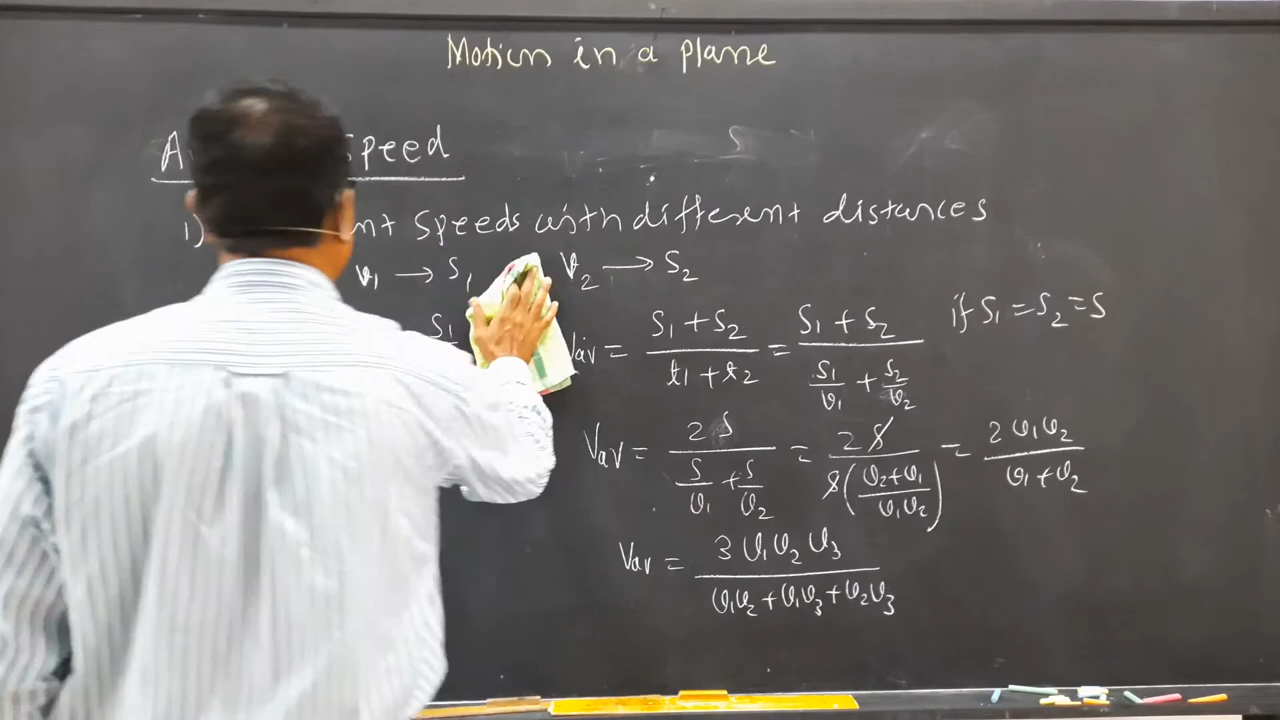 Motion in a plane
Speed
S
1) Speeds with different distances
v₁ → S₁ v₂ → S₂
S₁ Vav = (S₁ + S₂)/(t₁ + t₂) = (S₁ + S₂)/(S₁/v₁ + S₂/v₂) if S₁ = S₂ = S
Vav = 2S/(S/v₁ + S/v₂) = 2S/(S((v₂ + v₁)/(v₁v₂))) = 2v₁v₂/(v₁ + v₂)
Vav = 3v₁v₂v₃/(v₁v₂ + v₁v₃ + v₂v₃)